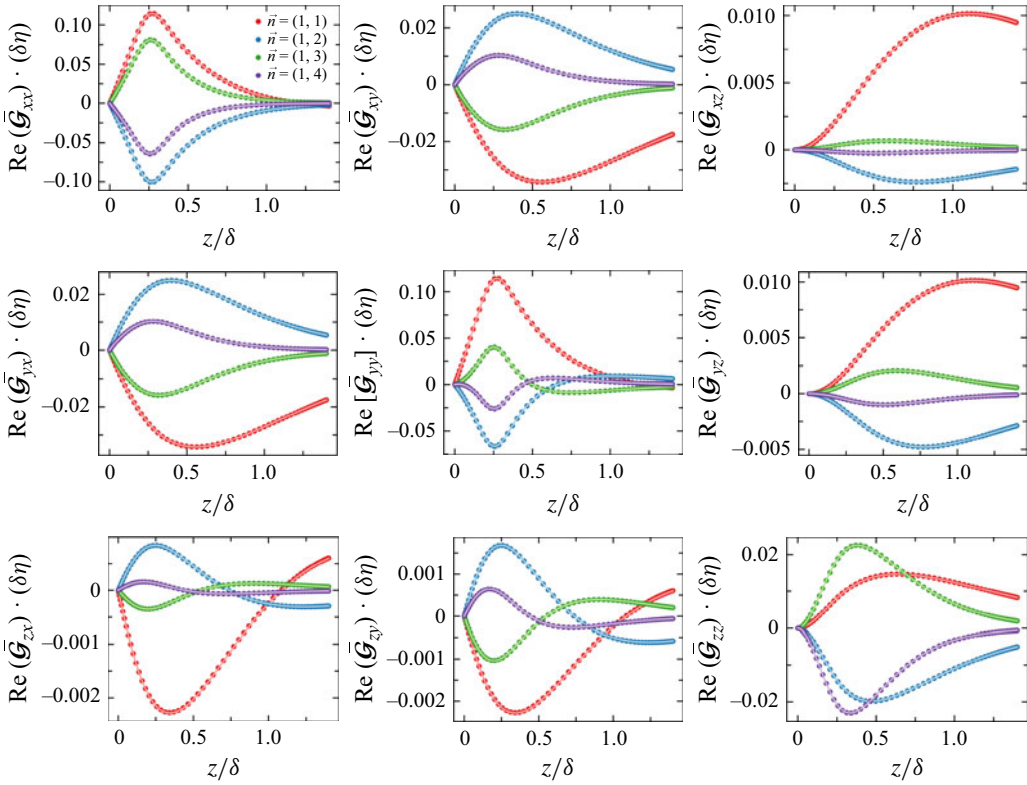 0.10
0.05
0
−0.05
−0.10
Re (𝓖̄xx) · (δη)
n⃗ = (1, 1)
n⃗ = (1, 2)
n⃗ = (1, 3)
n⃗ = (1, 4)
0 0.5 1.0
z/δ
0.02
0
−0.02
Re (𝓖̄xy) · (δη)
0 0.5 1.0
z/δ
0.010
0.005
0
Re (𝓖̄xz) · (δη)
0 0.5 1.0
z/δ
0.02
0
−0.02
Re (𝓖̄yx) · (δη)
0 0.5 1.0
z/δ
0.10
0.05
0
−0.05
Re [𝓖̄yy] · (δη)
0 0.5 1.0
z/δ
0.010
0.005
0
−0.005
Re (𝓖̄yz) · (δη)
0 0.5 1.0
z/δ
0
−0.001
−0.002
Re (𝓖̄zx) · (δη)
0 0.5 1.0
z/δ
0.001
0
−0.001
−0.002
Re (𝓖̄zy) · (δη)
0 0.5 1.0
z/δ
0.02
0
−0.02
Re (𝓖̄zz) · (δη)
0 0.5 1.0
z/δ